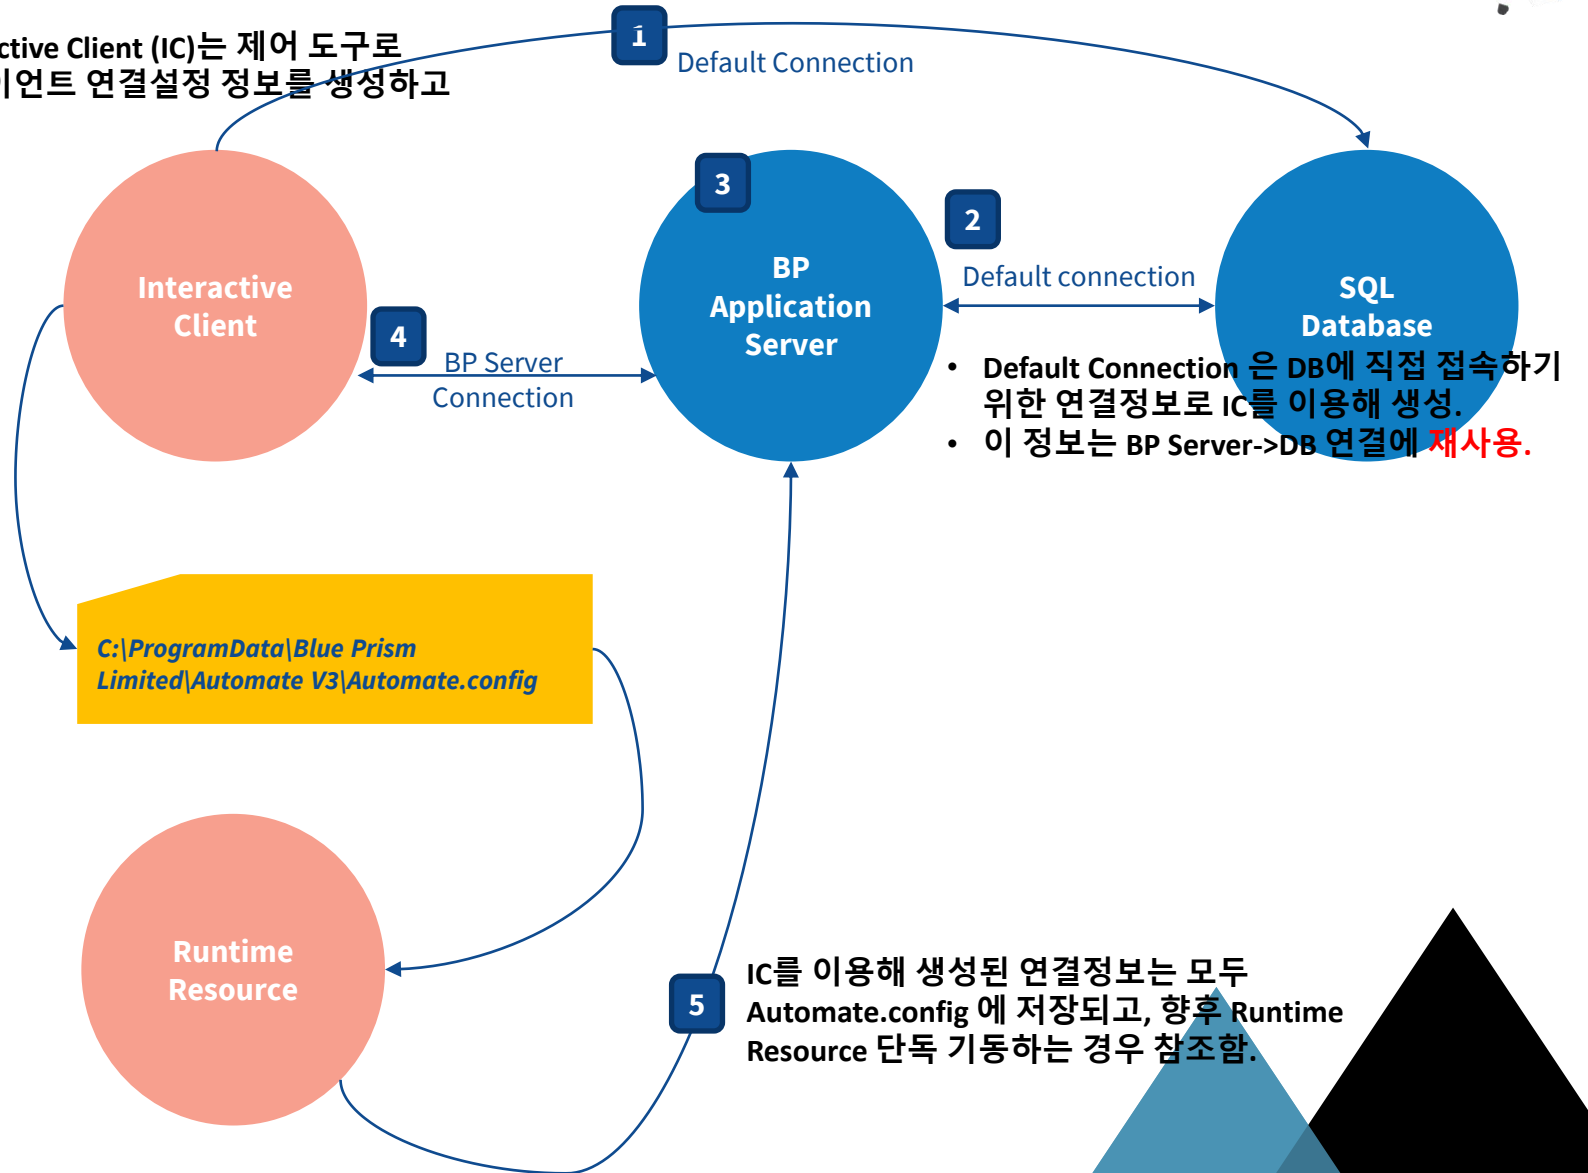 ctive Client (IC)는 제어 도구로
이언트 연결설정 정보를 생성하고
1
Default Connection
3
2
Default connection
Interactive
Client
BP
Application
Server
SQL
Database
4
BP Server
Connection
• Default Connection 은 DB에 직접 접속하기
위한 연결정보로 IC를 이용해 생성.
• 이 정보는 BP Server->DB 연결에 재사용.
C:\ProgramData\Blue Prism
Limited\Automate V3\Automate.config
Runtime
Resource
5
IC를 이용해 생성된 연결정보는 모두
Automate.config 에 저장되고, 향후 Runtime
Resource 단독 기동하는 경우 참조함.